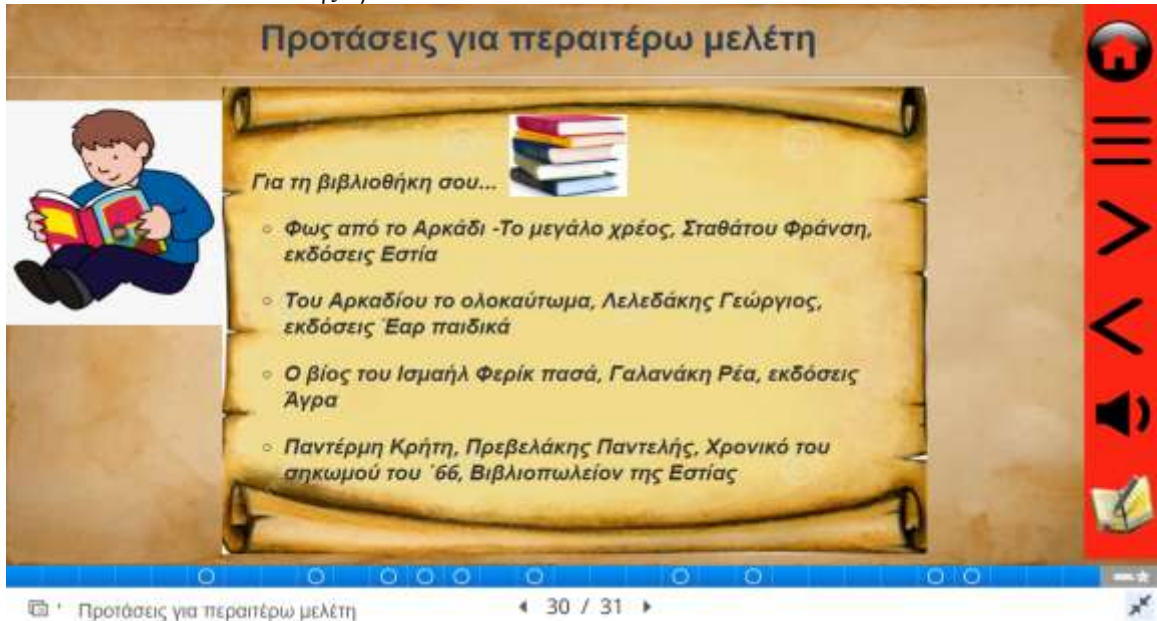 Προτάσεις για περαιτέρω μελέτη
Για τη βιβλιοθήκη σου...
Φως από το Αρκάδι -Το μεγάλο χρέος, Σταθάτου Φράνση,
εκδόσεις Εστία
Του Αρκαδίου το ολοκαύτωμα, Λελεδάκης Γεώργιος,
εκδόσεις Έαρ παιδικά
Ο βίος του Ισμαήλ Φερίκ πασά, Γαλανάκη Ρέα, εκδόσεις
Άγρα
Παντέρμη Κρήτη, Πρεβελάκης Παντελής, Χρονικό του
σηκωμού του ΄66, Βιβλιοπωλείον της Εστίας
Προτάσεις για περαιτέρω μελέτη
30 / 31